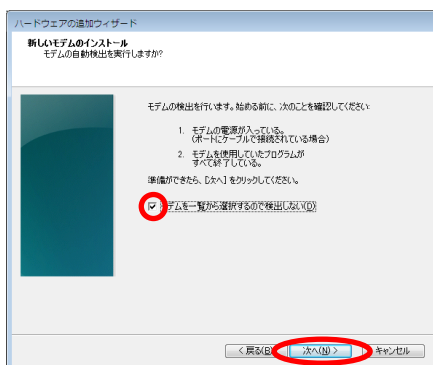 ハードウェアの追加ウィザード
新しいモデムのインストール
モデムの自動検出を実行しますか?
モデムの検出を行います。始める前に、次のことを確認してください:
1. モデムの電源が入っている。
(ポートにケーブルで接続されている場合)
2. モデムを使用していたプログラムが
すべて終了している。
準備ができたら、[次へ] をクリックしてください。
デムを一覧から選択するので検出しない(D)
< 戻る(B) 次へ(N) > キャンセル